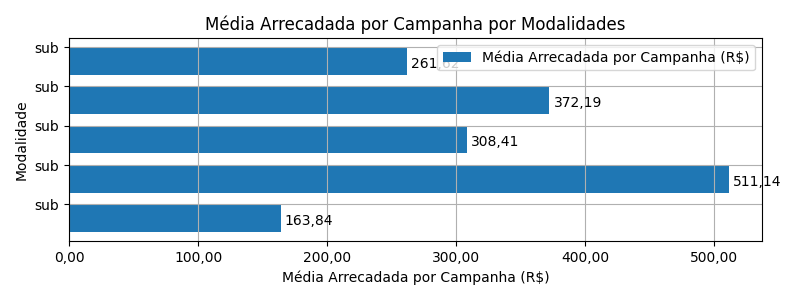 Média Arrecadada por Campanha por Modalidades
Média Arrecadada por Campanha (R$)
sub
sub
sub
sub
sub
Modalidade
372,19
308,41
511,14
163,84
0,00 100,00 200,00 300,00 400,00 500,00
Média Arrecadada por Campanha (R$)